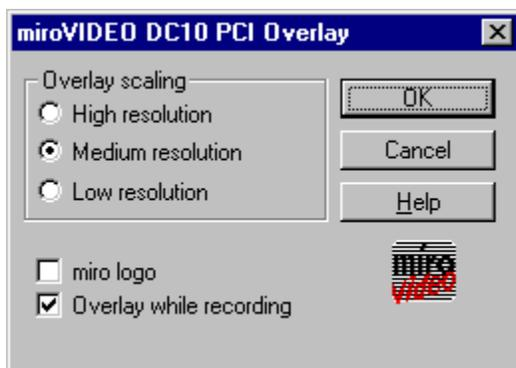 miroVIDEO DC10 PCI Overlay
Overlay scaling
High resolution
Medium resolution
Low resolution
OK
Cancel
Help
miro logo
Overlay while recording
miro
video